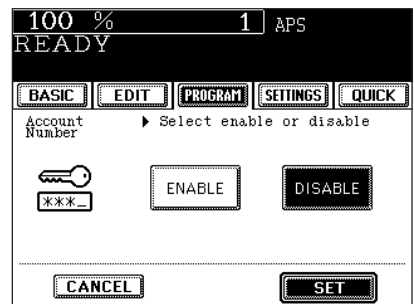 100 % 1 APS
READY
BASIC EDIT PROGRAM SETTINGS QUICK
Account ▶ Select enable or disable
Number
***_ ENABLE DISABLE
CANCEL SET